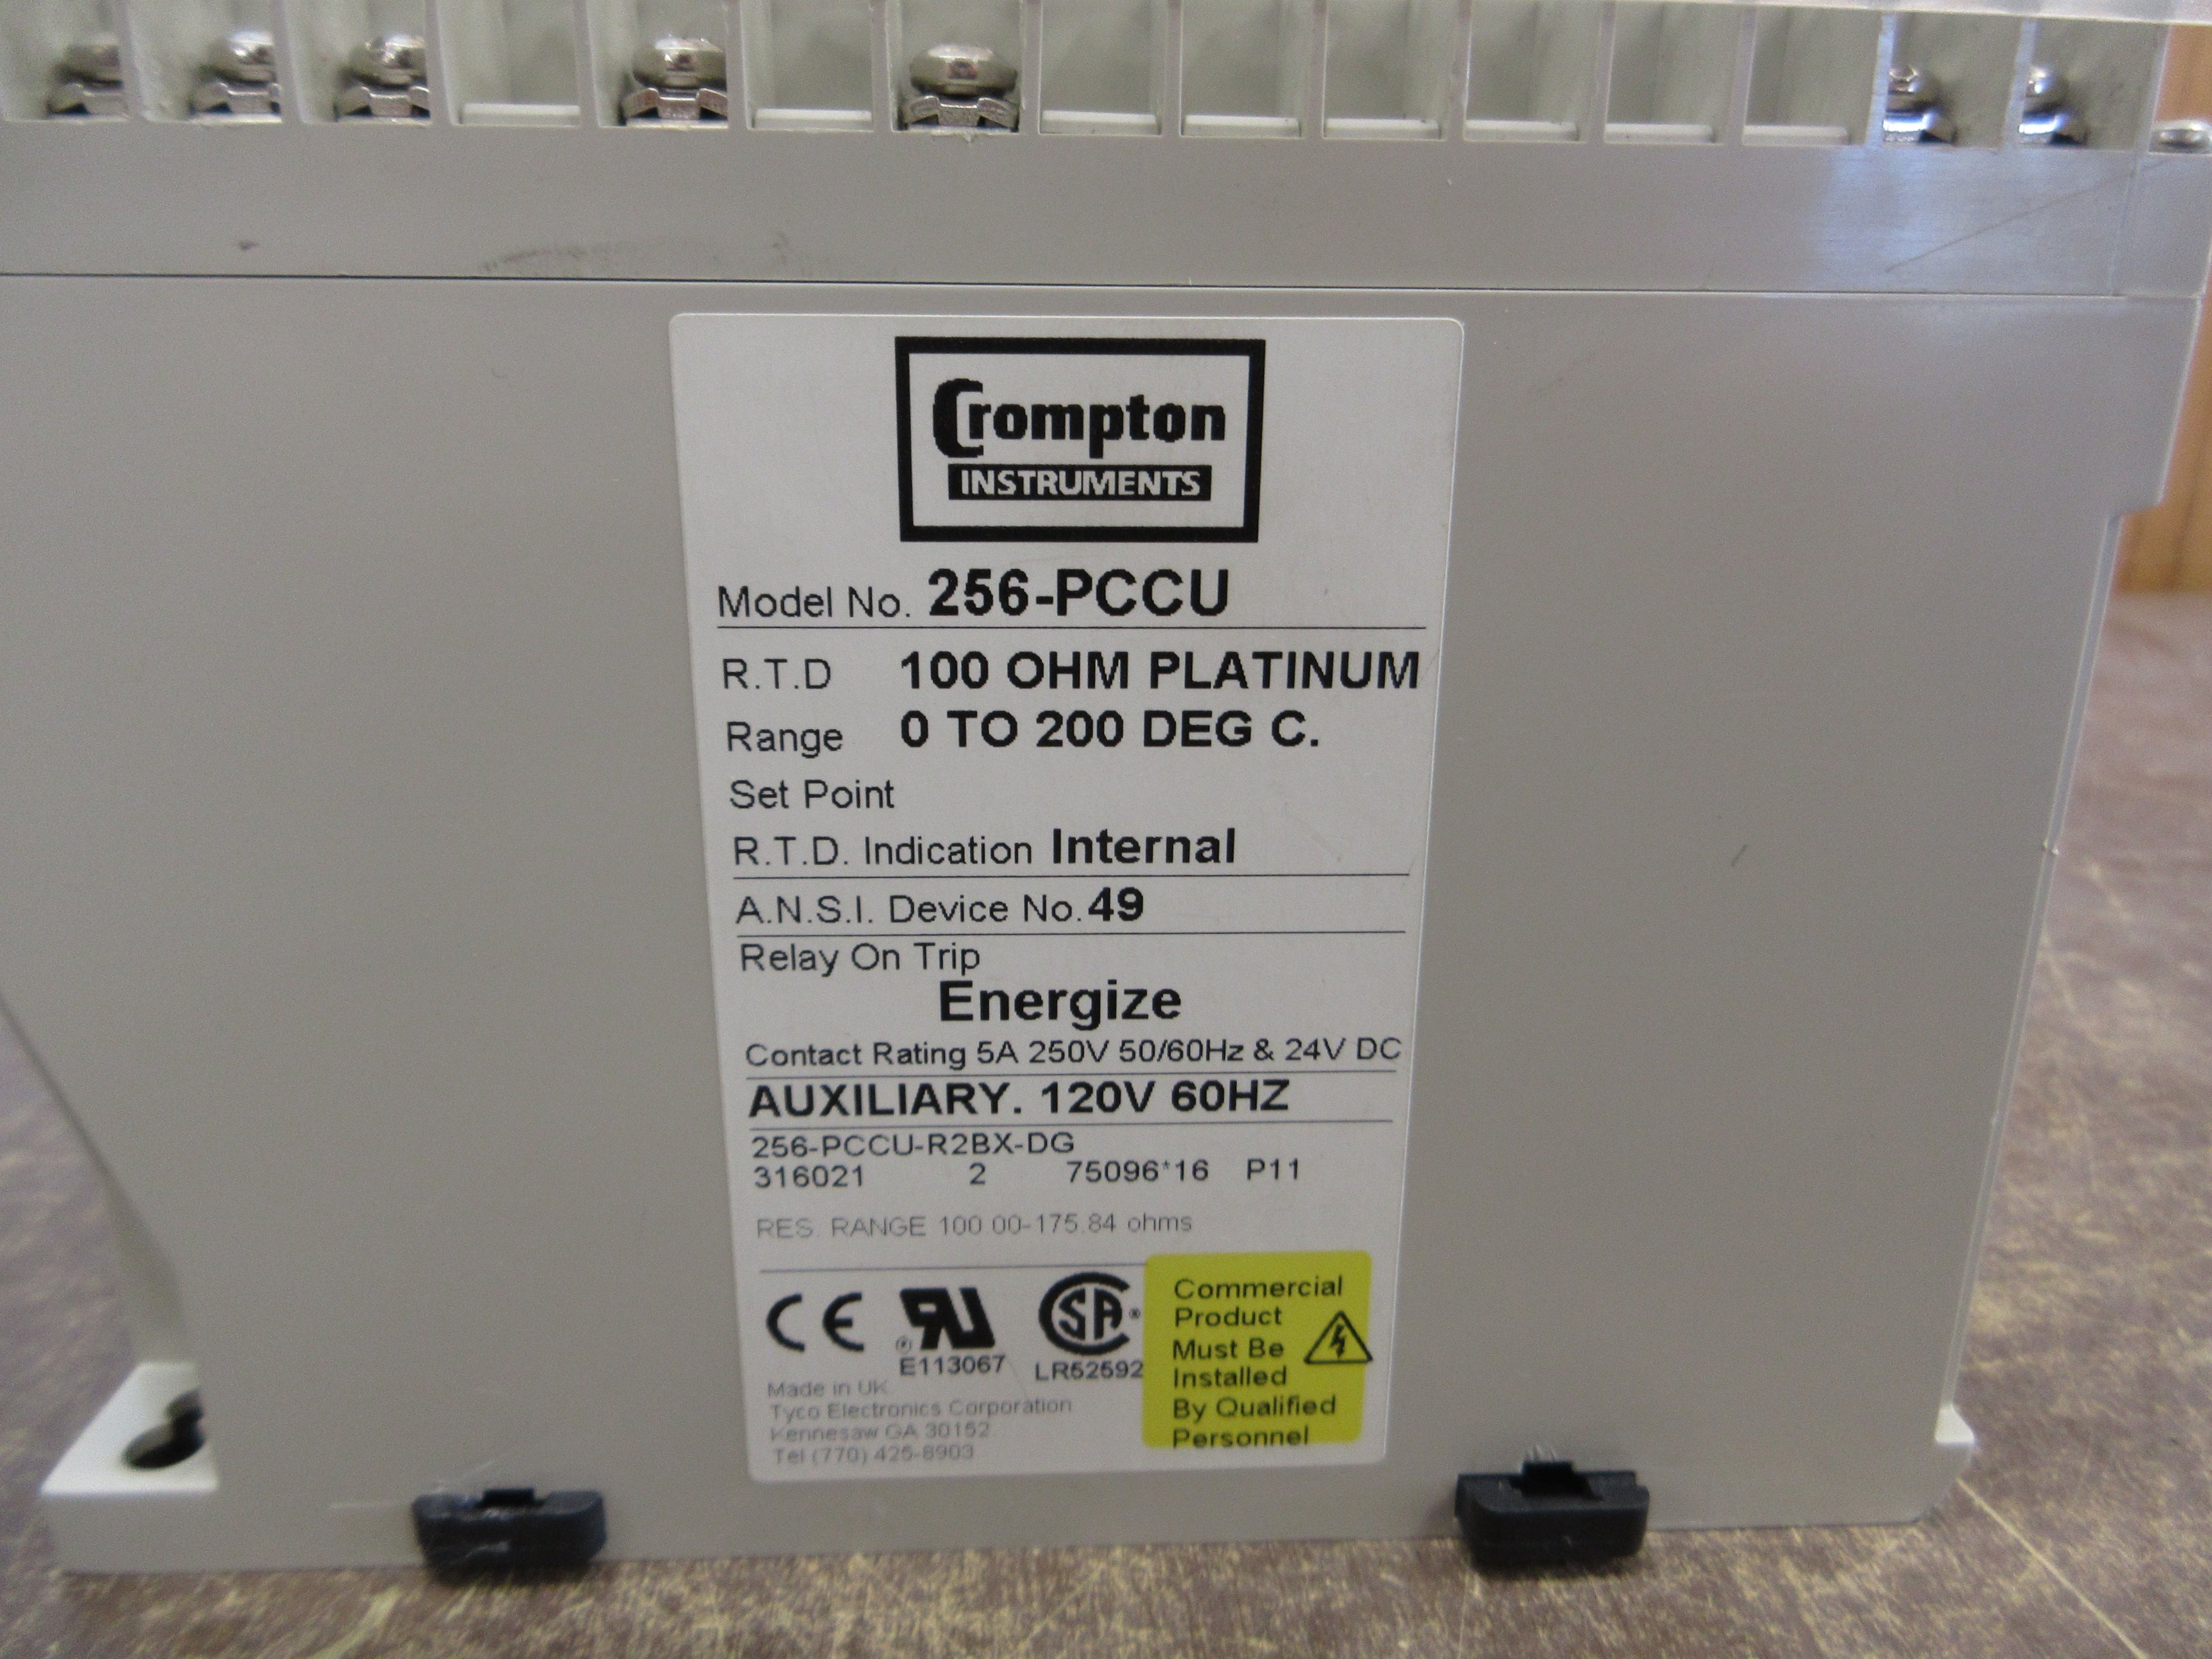 Crompton
INSTRUMENTS
Model No. 256-PCCU
R.T.D 100 OHM PLATINUM
Range 0 TO 200 DEG C.
Set Point
R.T.D. Indication Internal
A.N.S.I. Device No. 49
Relay On Trip
Energize
Contact Rating 5A 250V 50/60Hz & 24V DC
AUXILIARY. 120V 60HZ
256-PCCU-R2BX-DG
316021 2 75096*16 P11
RES. RANGE 100.00-175.84 ohms
CE ® RU SA ®
E113067 LR52592
Made in UK.
Tyco Electronics Corporation
Kennesaw GA 30152
Tel (770) 425-8903
Commercial
Product
Must Be
Installed
By Qualified
Personnel